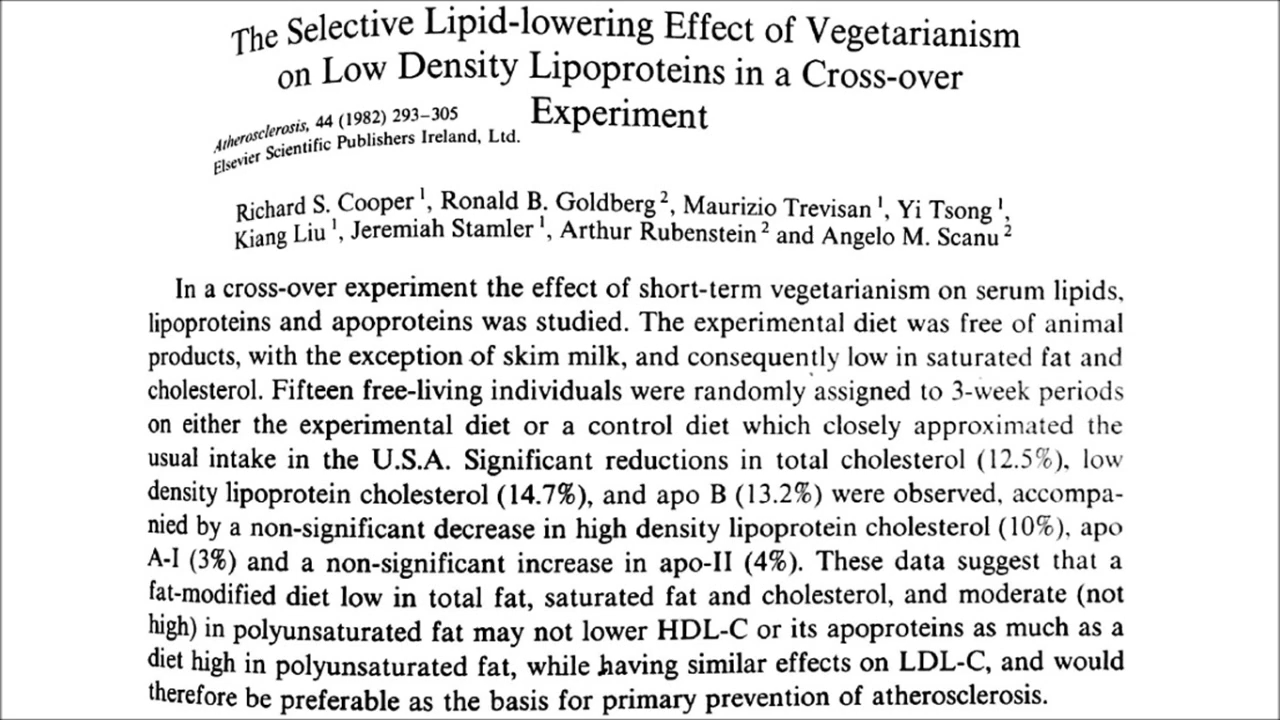 The Selective Lipid-lowering Effect of Vegetarianism
on Low Density Lipoproteins in a Cross-over
Experiment
Atherosclerosis, 44 (1982) 293–305
Elsevier Scientific Publishers Ireland, Ltd.
Richard S. Cooper ¹, Ronald B. Goldberg ², Maurizio Trevisan ¹, Yi Tsong ¹,
Kiang Liu ¹, Jeremiah Stamler ¹, Arthur Rubenstein ² and Angelo M. Scanu ²
In a cross-over experiment the effect of short-term vegetarianism on serum lipids,
lipoproteins and apoproteins was studied. The experimental diet was free of animal
products, with the exception of skim milk, and consequently low in saturated fat and
cholesterol. Fifteen free-living individuals were randomly assigned to 3-week periods
on either the experimental diet or a control diet which closely approximated the
usual intake in the U.S.A. Significant reductions in total cholesterol (12.5%), low
density lipoprotein cholesterol (14.7%), and apo B (13.2%) were observed, accompa-
nied by a non-significant decrease in high density lipoprotein cholesterol (10%), apo
A-I (3%) and a non-significant increase in apo-II (4%). These data suggest that a
fat-modified diet low in total fat, saturated fat and cholesterol, and moderate (not
high) in polyunsaturated fat may not lower HDL-C or its apoproteins as much as a
diet high in polyunsaturated fat, while having similar effects on LDL-C, and would
therefore be preferable as the basis for primary prevention of atherosclerosis.